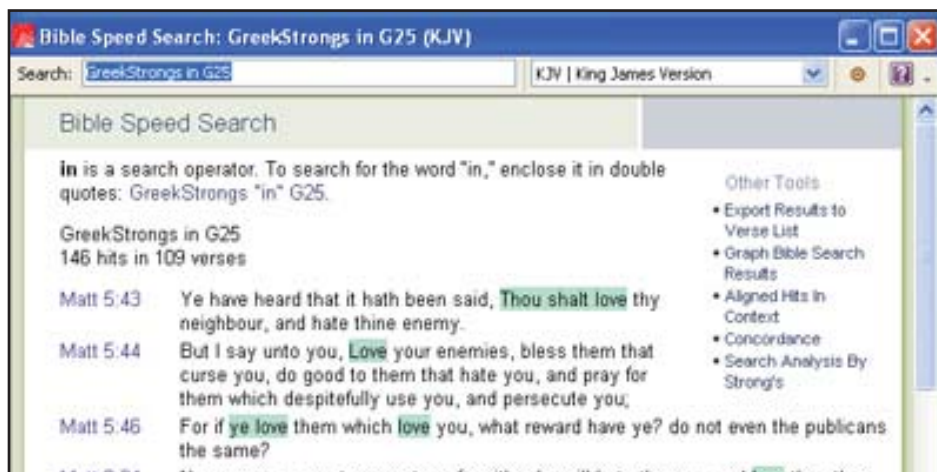 Bible Speed Search: GreekStrongs in G25 (KJV)
Search: GreekStrongs in G25 KJV | King James Version
Bible Speed Search
in is a search operator. To search for the word "in," enclose it in double
quotes: GreekStrongs "in" G25.
GreekStrongs in G25
146 hits in 109 verses
Matt 5:43 Ye have heard that it hath been said, Thou shalt love thy
neighbour, and hate thine enemy.
Matt 5:44 But I say unto you, Love your enemies, bless them that
curse you, do good to them that hate you, and pray for
them which despitefully use you, and persecute you;
Matt 5:46 For if ye love them which love you, what reward have ye? do not even the publicans
the same?
Other Tools
• Export Results to
Verse List
• Graph Bible Search
Results
• Aligned Hits In
Context
• Concordance
• Search Analysis By
Strong's